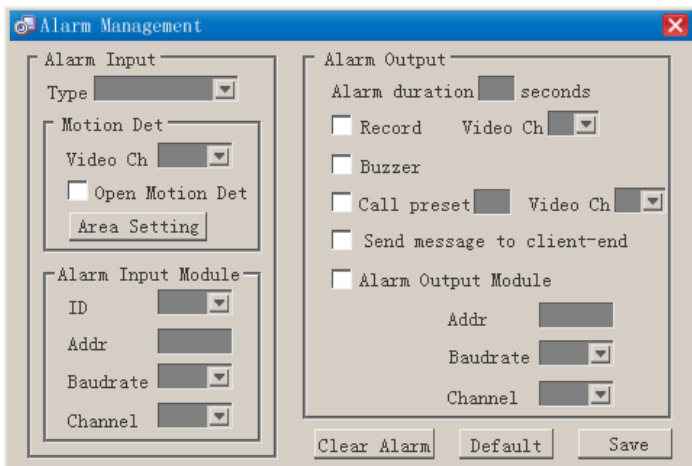 Alarm Management
Alarm Input
Type
Motion Det
Video Ch
Open Motion Det
Area Setting
Alarm Input Module
ID
Addr
Baudrate
Channel
Alarm Output
Alarm duration seconds
Record Video Ch
Buzzer
Call preset Video Ch
Send message to client-end
Alarm Output Module
Addr
Baudrate
Channel
Clear Alarm Default Save